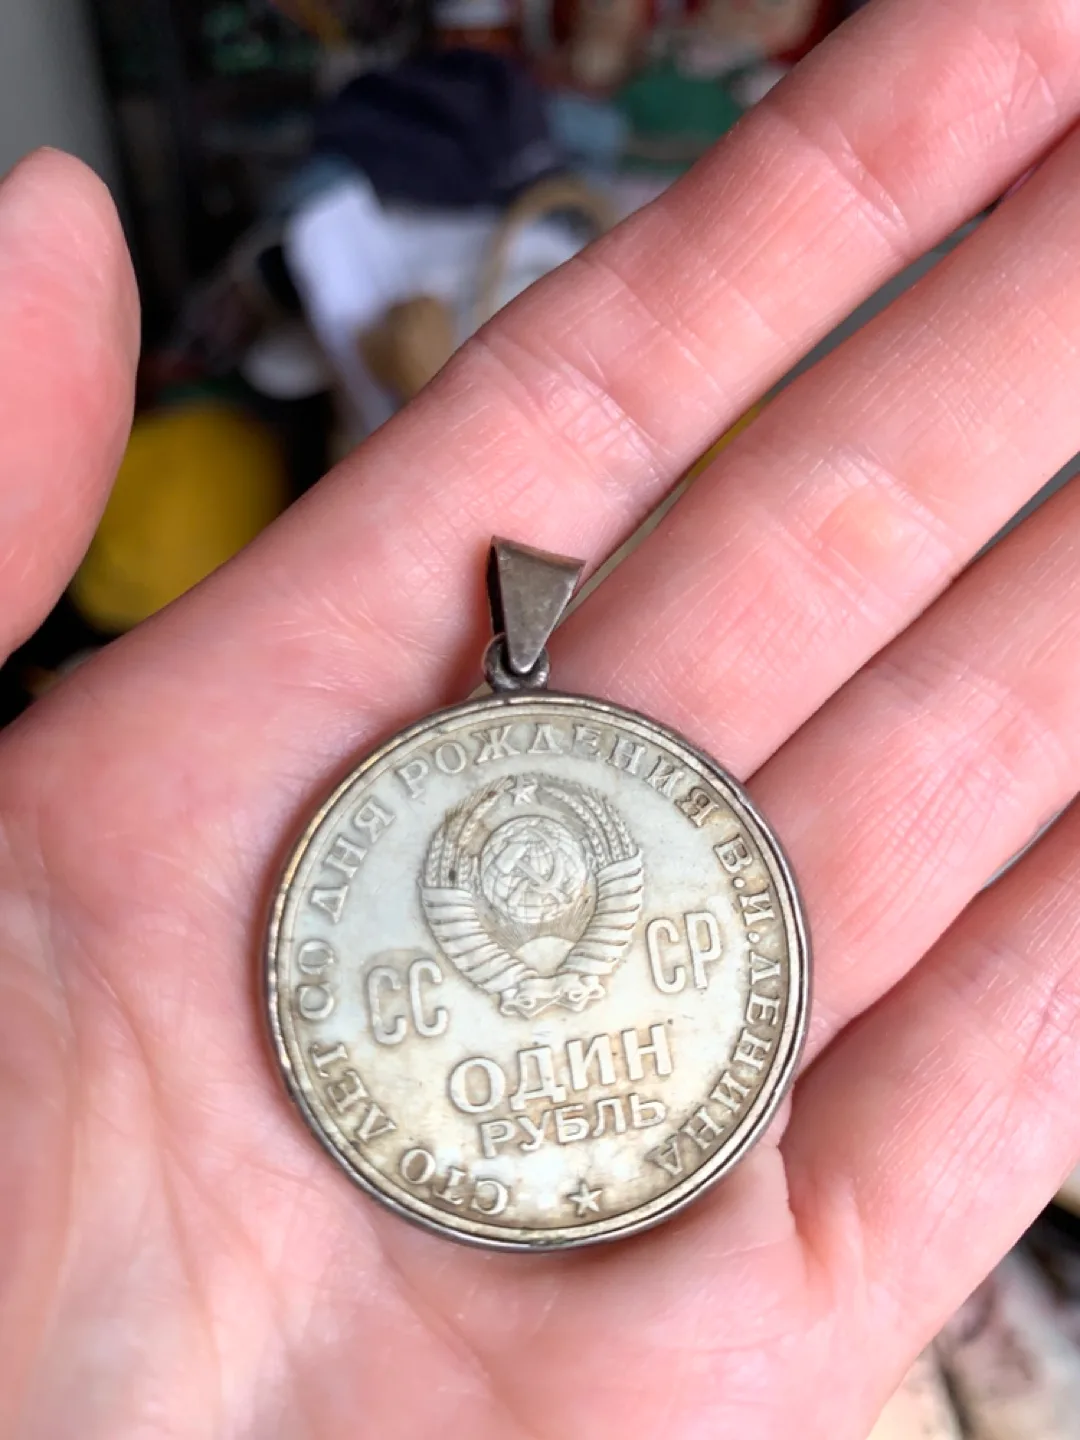 СТО ЛЕТ СО ДНЯ РОЖДЕНИЯ В.И.ЛЕНИНА
СС СР
ОДИН
РУБЛЬ